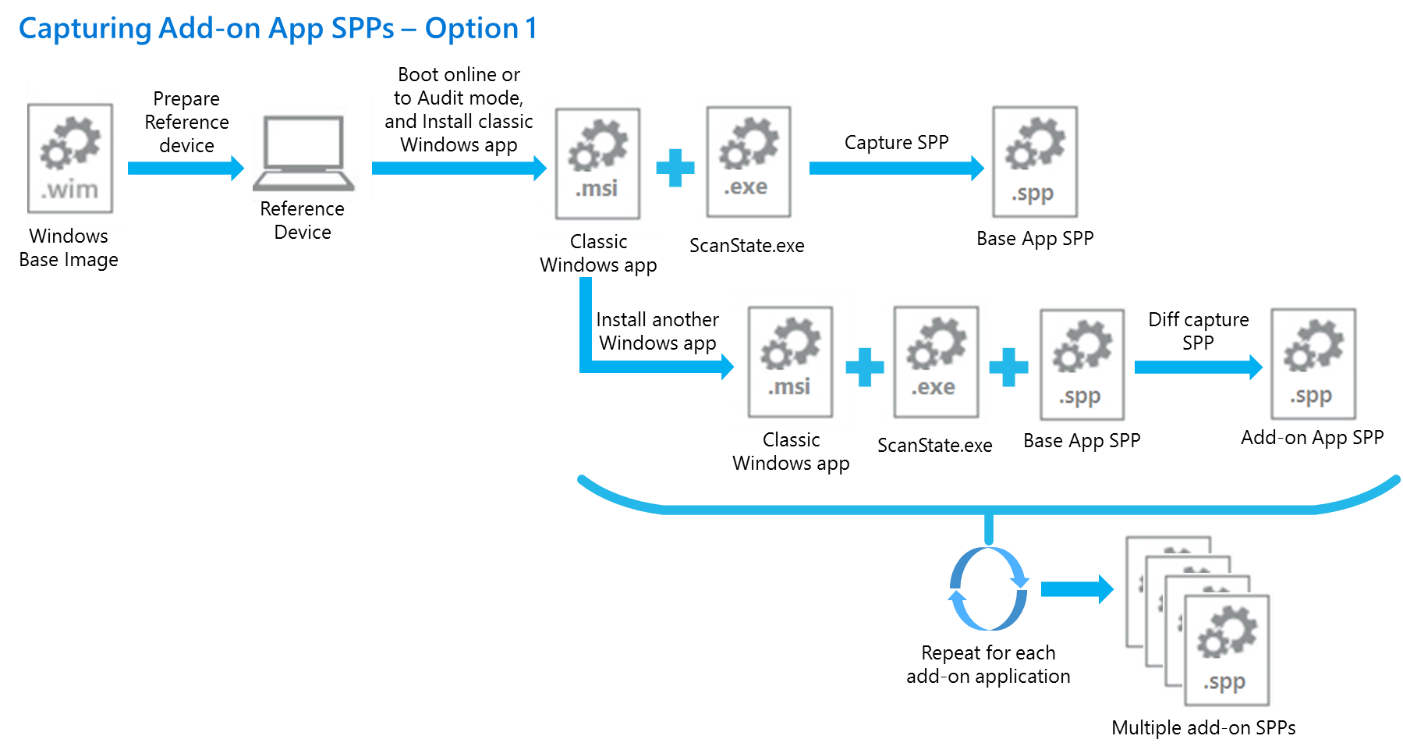 Capturing Add-on App SPPs – Option 1
.wim
Windows
Base Image
Prepare
Reference
device
Reference
Device
Boot online or
to Audit mode,
and Install classic
Windows app
.msi
Classic
Windows app
.exe
ScanState.exe
Capture SPP
.spp
Base App SPP
Install another
Windows app
.msi
Classic
Windows app
.exe
ScanState.exe
.spp
Base App SPP
Diff capture
SPP
.spp
Add-on App SPP
Repeat for each
add-on application
.spp
Multiple add-on SPPs